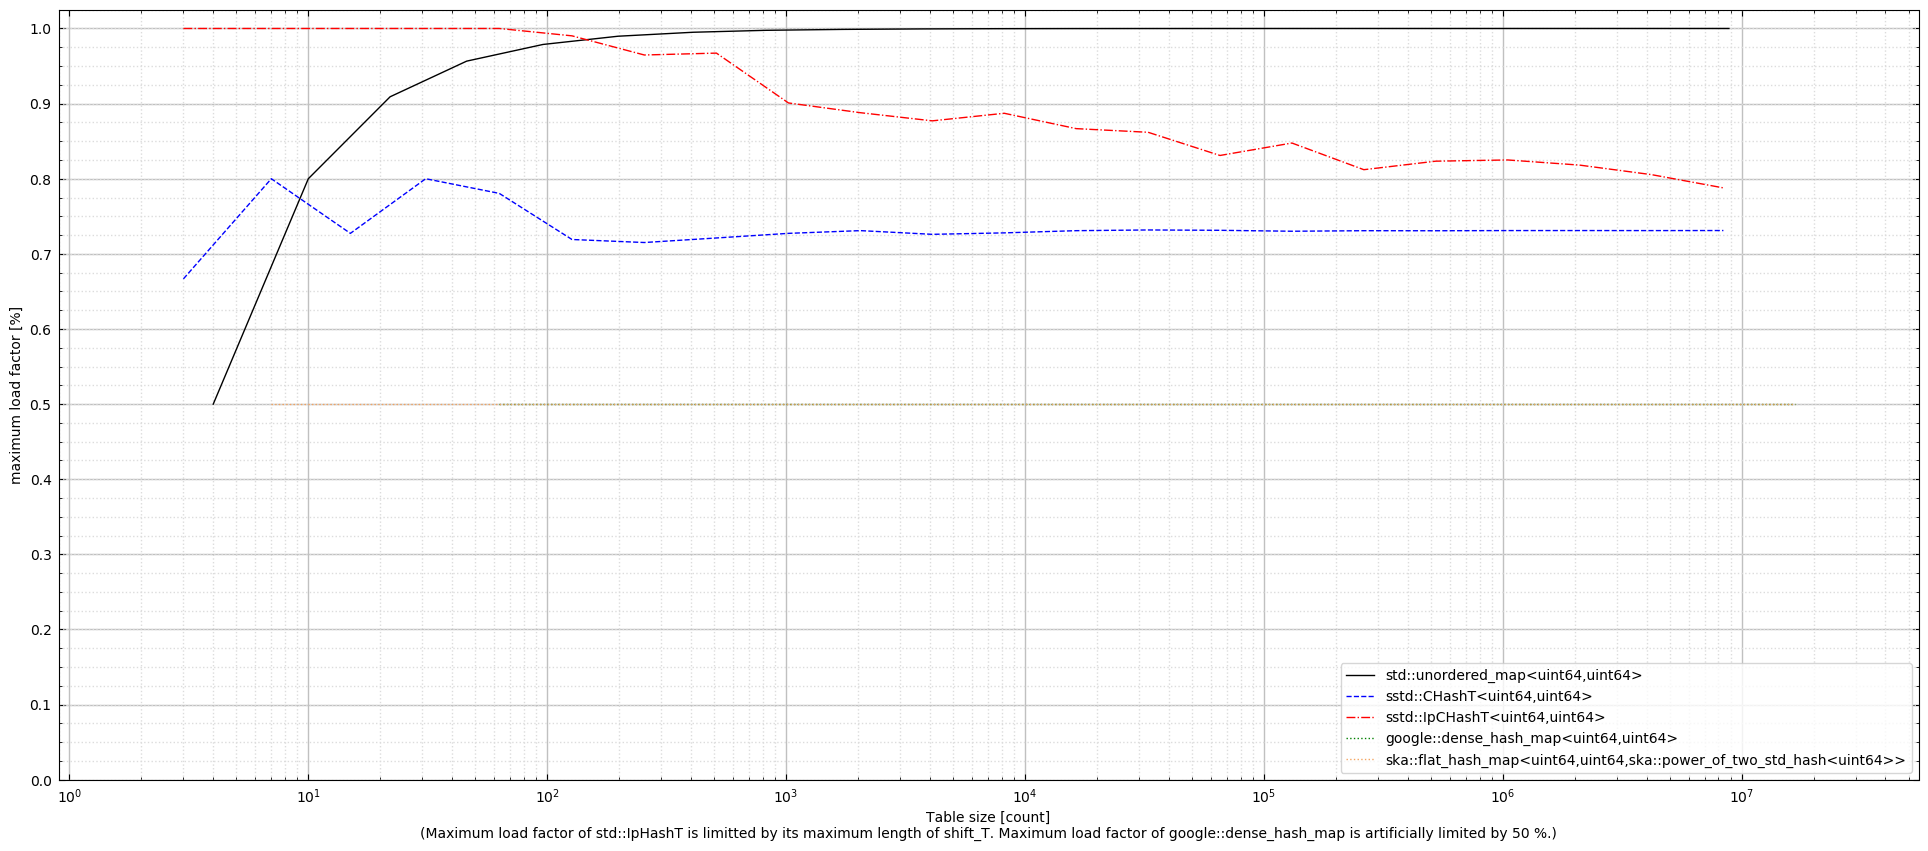 1.0
0.9
0.8
0.7
0.6
0.5
0.4
0.3
0.2
0.1
0.0
maximum load factor [%]
std::unordered_map<uint64,uint64>
sstd::CHashT<uint64,uint64>
sstd::IpCHashT<uint64,uint64>
google::dense_hash_map<uint64,uint64>
ska::flat_hash_map<uint64,uint64,ska::power_of_two_std_hash<uint64>>
10⁰ 10¹ 10² 10³ 10⁴ 10⁵ 10⁶ 10⁷
Table size [count]
(Maximum load factor of std::IpHashT is limitted by its maximum length of shift_T. Maximum load factor of google::dense_hash_map is artificially limited by 50 %.)